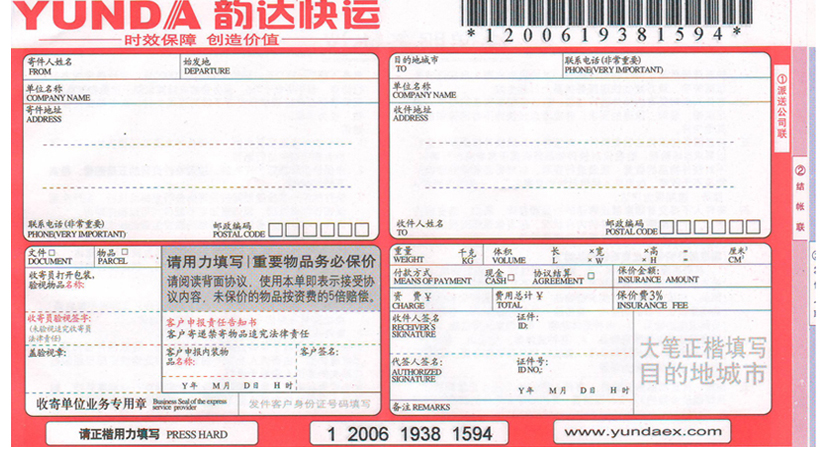 YUNDA 韵达快运
时效保障 创造价值
*1200619381594*
寄件人姓名 始发地
FROM DEPARTURE
单位名称
COMPANY NAME
寄件地址
ADDRESS
联系电话(非常重要) 邮政编码
PHONE(VERY IMPORTANT) POSTAL CODE
目的地城市 联系电话(非常重要)
TO PHONE(VERY IMPORTANT)
单位名称
COMPANY NAME
收件地址
ADDRESS
收件人姓名 邮政编码
TO POSTAL CODE
①派送公司联
②结帐联
文件 物品
DOCUMENT PARCEL
收寄员打开包装,
验视物品名称:
收寄员验视签字:
(未验视追究收寄员
法律责任)
盖验视章:
请用力填写|重要物品务必保价
请阅读背面协议,使用本单即表示接受协
议内容,未保价的物品按资费的5倍赔偿。
客户申报责任告知书
客户寄递禁寄物品追究法律责任
客户申报内装物 客户签名:
品名称:
Y年 M月 D日 H时
收寄单位业务专用章 Business Seal of the express
service provider
发件客户身份证号码填写
重量 千克 体积 长 ×宽 ×高 = 厘米³
WEIGHT KG VOLUME L ×W ×H = CM³
付款方式 现金 协议结算 保价金额:
MEANS OF PAYMENT CASH AGREEMENT INSURANCE AMOUNT
资 费¥ 费用总计¥ 保价费3%
CHARGE TOTAL INSURANCE FEE
收件人签名 证件:
RECEIVER'S ID:
SIGNATURE
代签人签名: 证件号:
AUTHORIZED ID NO.:
SIGNATURE
Y年 M月 D日 H时
大笔正楷填写
目的地城市
备注 REMARKS
请正楷用力填写 PRESS HARD
1 2006 1938 1594
www.yundaex.com